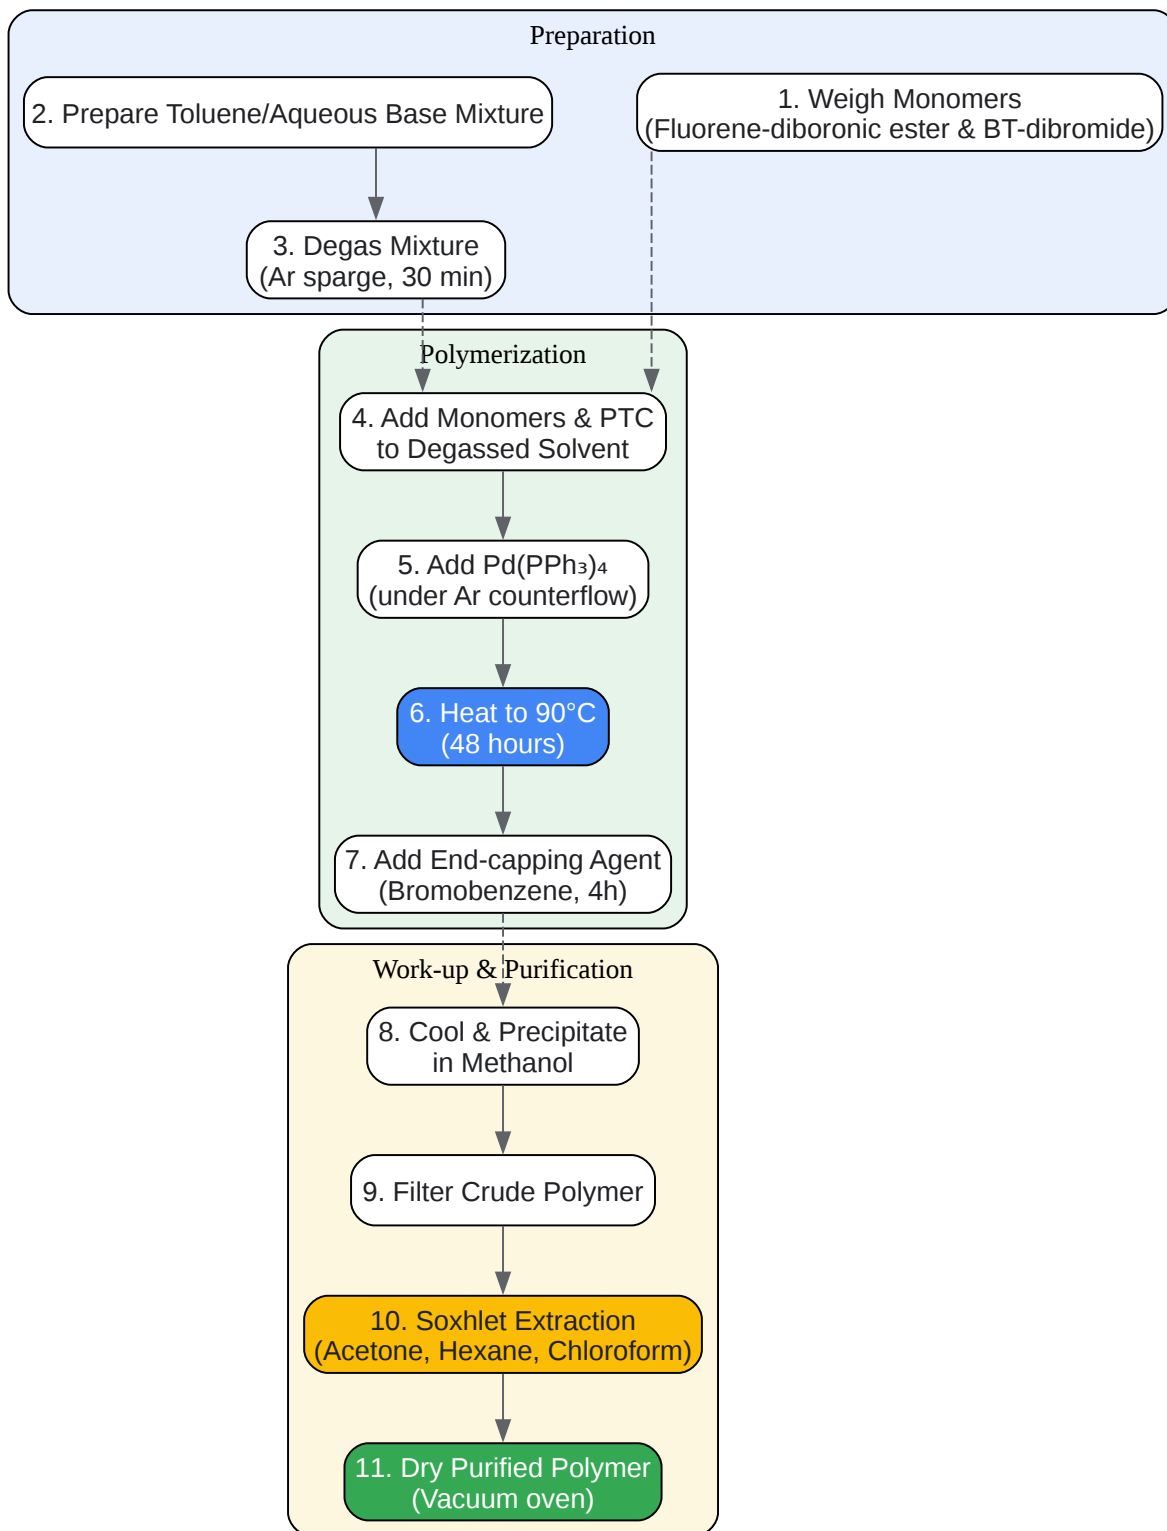 Preparation
2. Prepare Toluene/Aqueous Base Mixture
1. Weigh Monomers
(Fluorene-diboronic ester & BT-dibromide)
3. Degas Mixture
(Ar sparge, 30 min)
Polymerization
4. Add Monomers & PTC
to Degassed Solvent
5. Add Pd(PPh₃)₄
(under Ar counterflow)
6. Heat to 90°C
(48 hours)
7. Add End-capping Agent
(Bromobenzene, 4h)
Work-up & Purification
8. Cool & Precipitate
in Methanol
9. Filter Crude Polymer
10. Soxhlet Extraction
(Acetone, Hexane, Chloroform)
11. Dry Purified Polymer
(Vacuum oven)